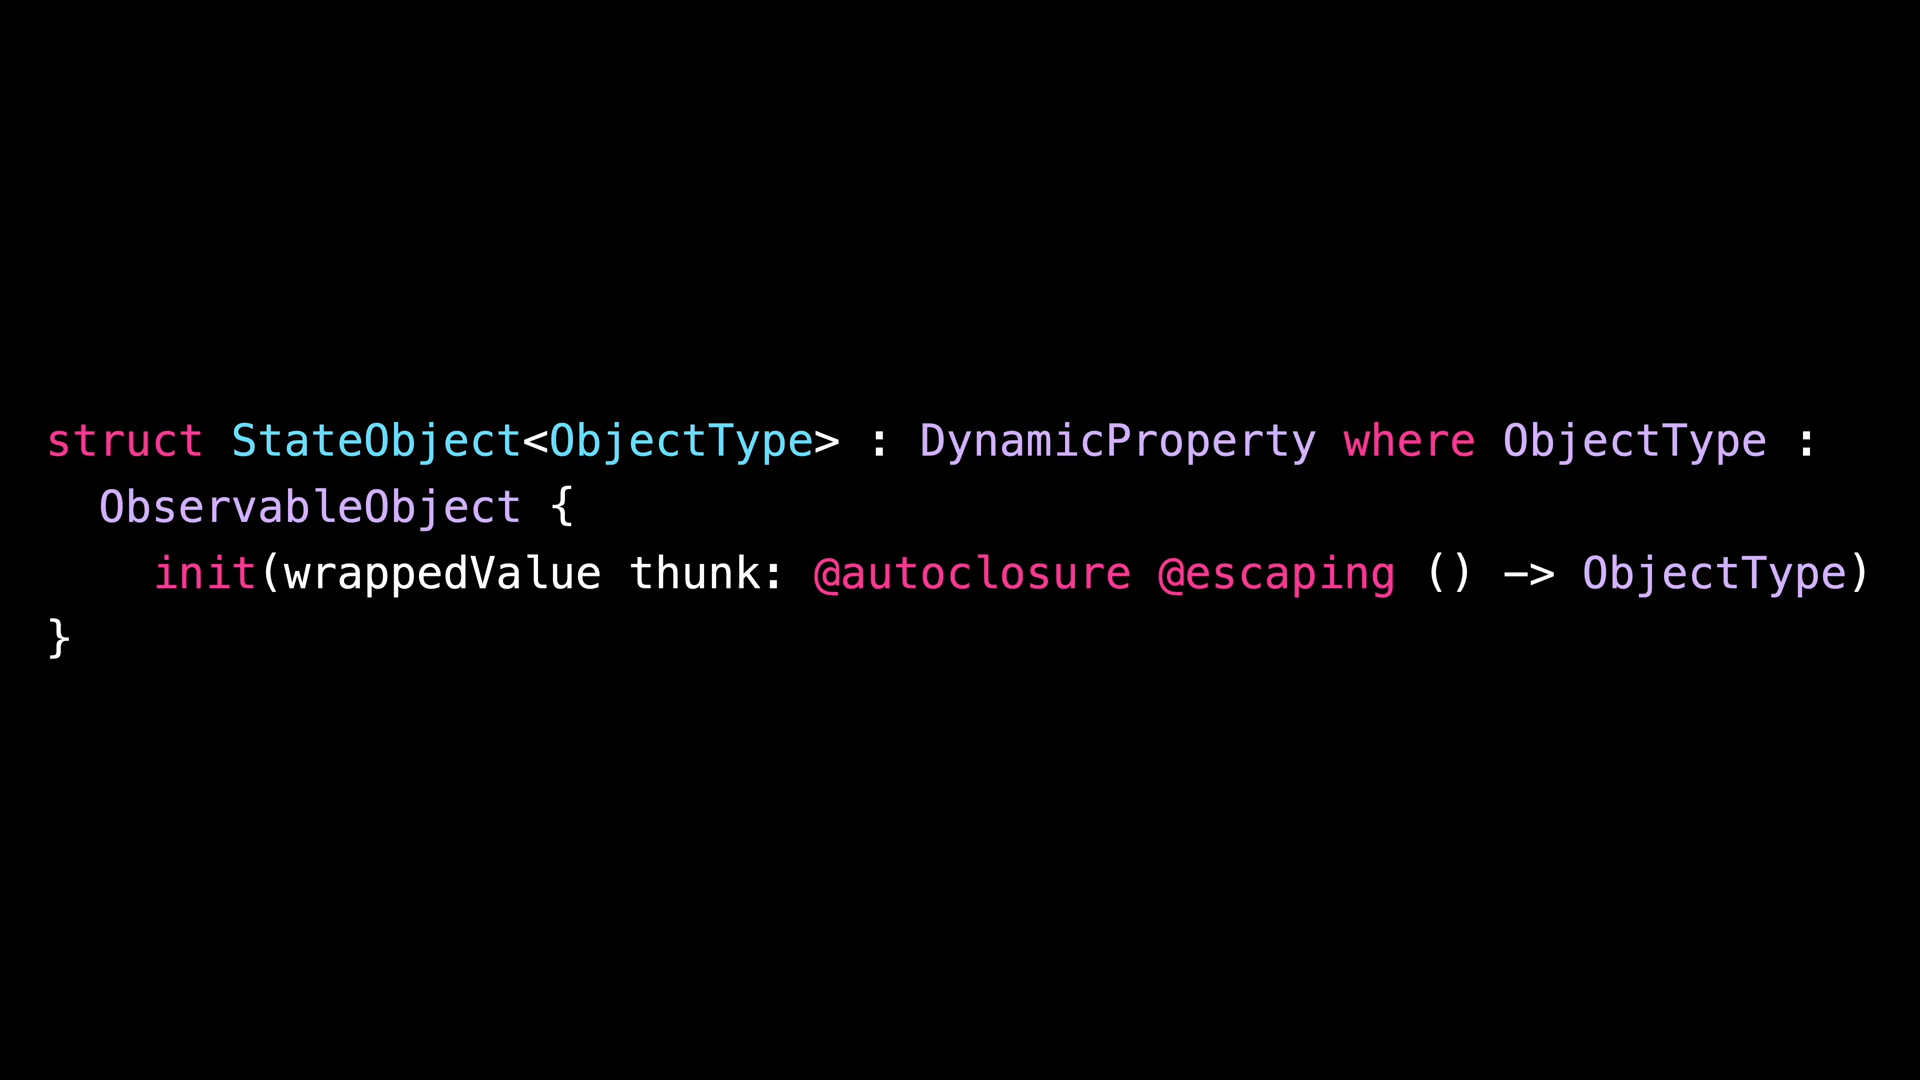 struct StateObject<ObjectType> : DynamicProperty where ObjectType :
ObservableObject {
init(wrappedValue thunk: @autoclosure @escaping () -> ObjectType)
}